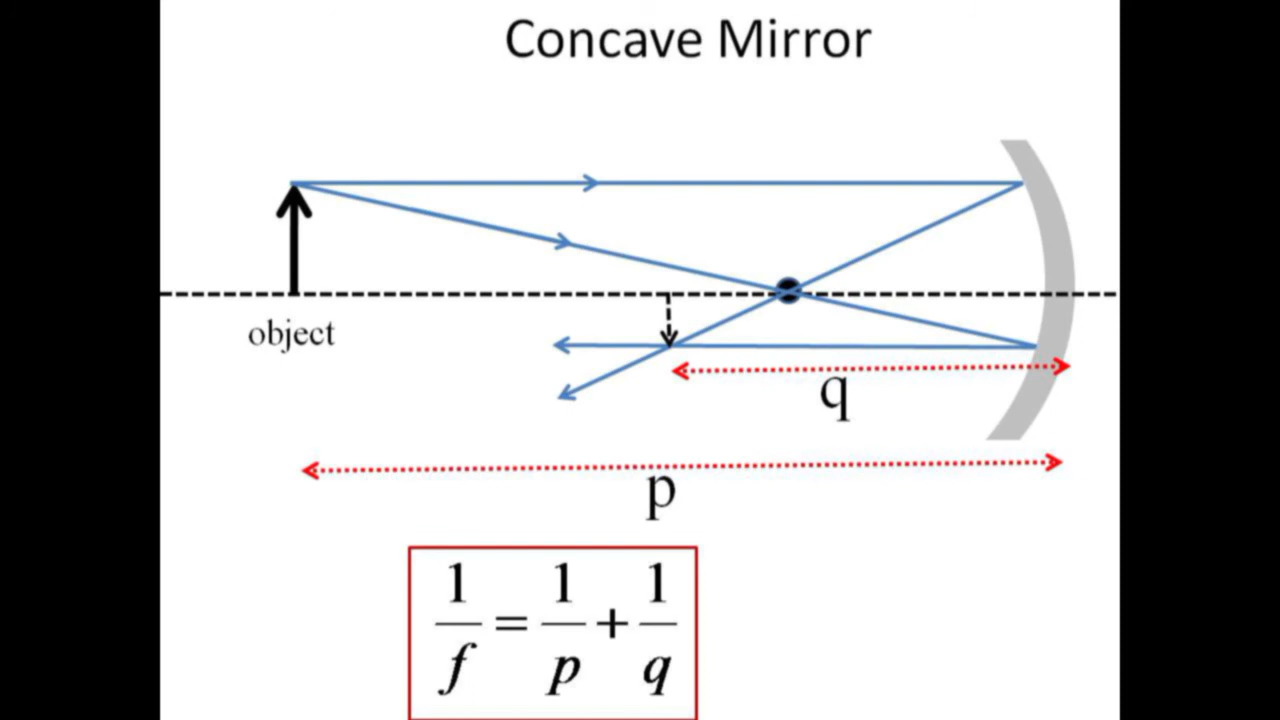 Concave Mirror
object
q
p
1/f = 1/p + 1/q